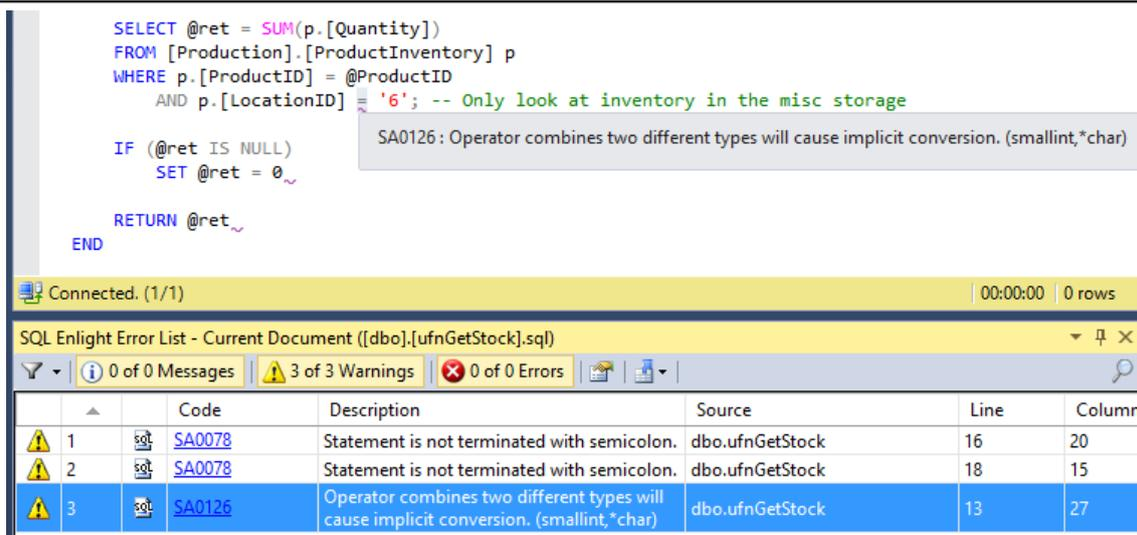 SELECT @ret = SUM(p.[Quantity])
FROM [Production].[ProductInventory] p
WHERE p.[ProductID] = @ProductID
AND p.[LocationID] = '6'; -- Only look at inventory in the misc storage
SA0126 : Operator combines two different types will cause implicit conversion. (smallint,*char)
IF (@ret IS NULL)
SET @ret = 0
RETURN @ret
END
Connected. (1/1) 00:00:00 0 rows
SQL Enlight Error List - Current Document ([dbo].[ufnGetStock].sql)
0 of 0 Messages 3 of 3 Warnings 0 of 0 Errors
Code Description Source Line Column
1 sql SA0078 Statement is not terminated with semicolon. dbo.ufnGetStock 16 20
2 sql SA0078 Statement is not terminated with semicolon. dbo.ufnGetStock 18 15
3 sql SA0126 Operator combines two different types will dbo.ufnGetStock 13 27
cause implicit conversion. (smallint,*char)